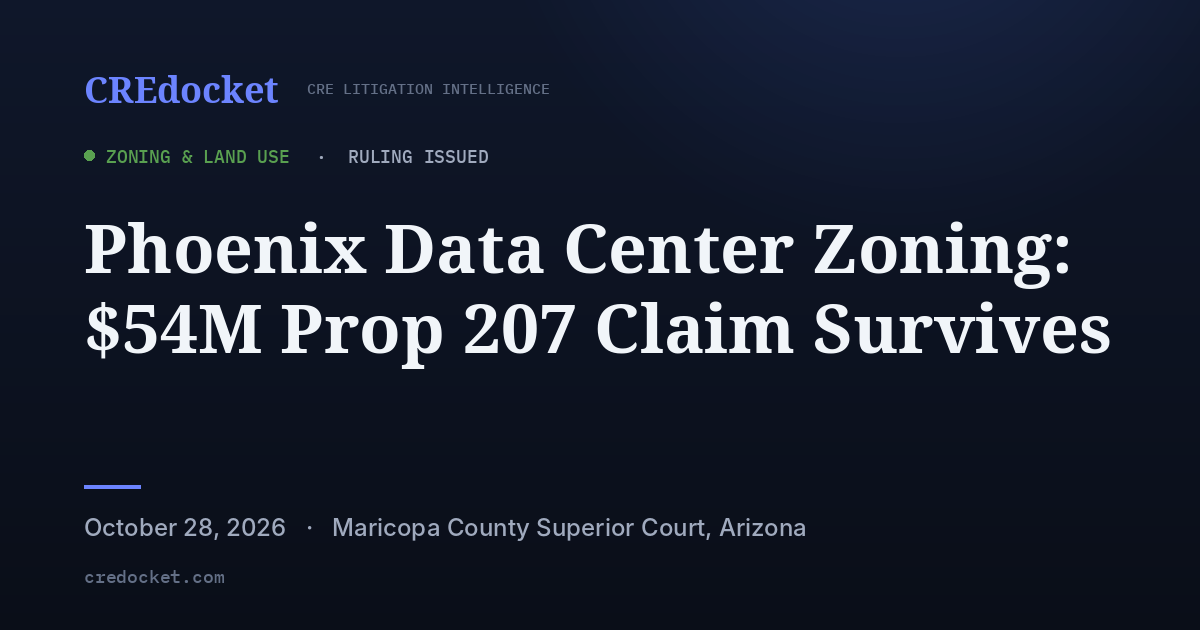 CREdocket CRE LITIGATION INTELLIGENCE
ZONING & LAND USE · RULING ISSUED
Phoenix Data Center Zoning:
$54M Prop 207 Claim Survives
October 28, 2026 · Maricopa County Superior Court, Arizona
credocket.com